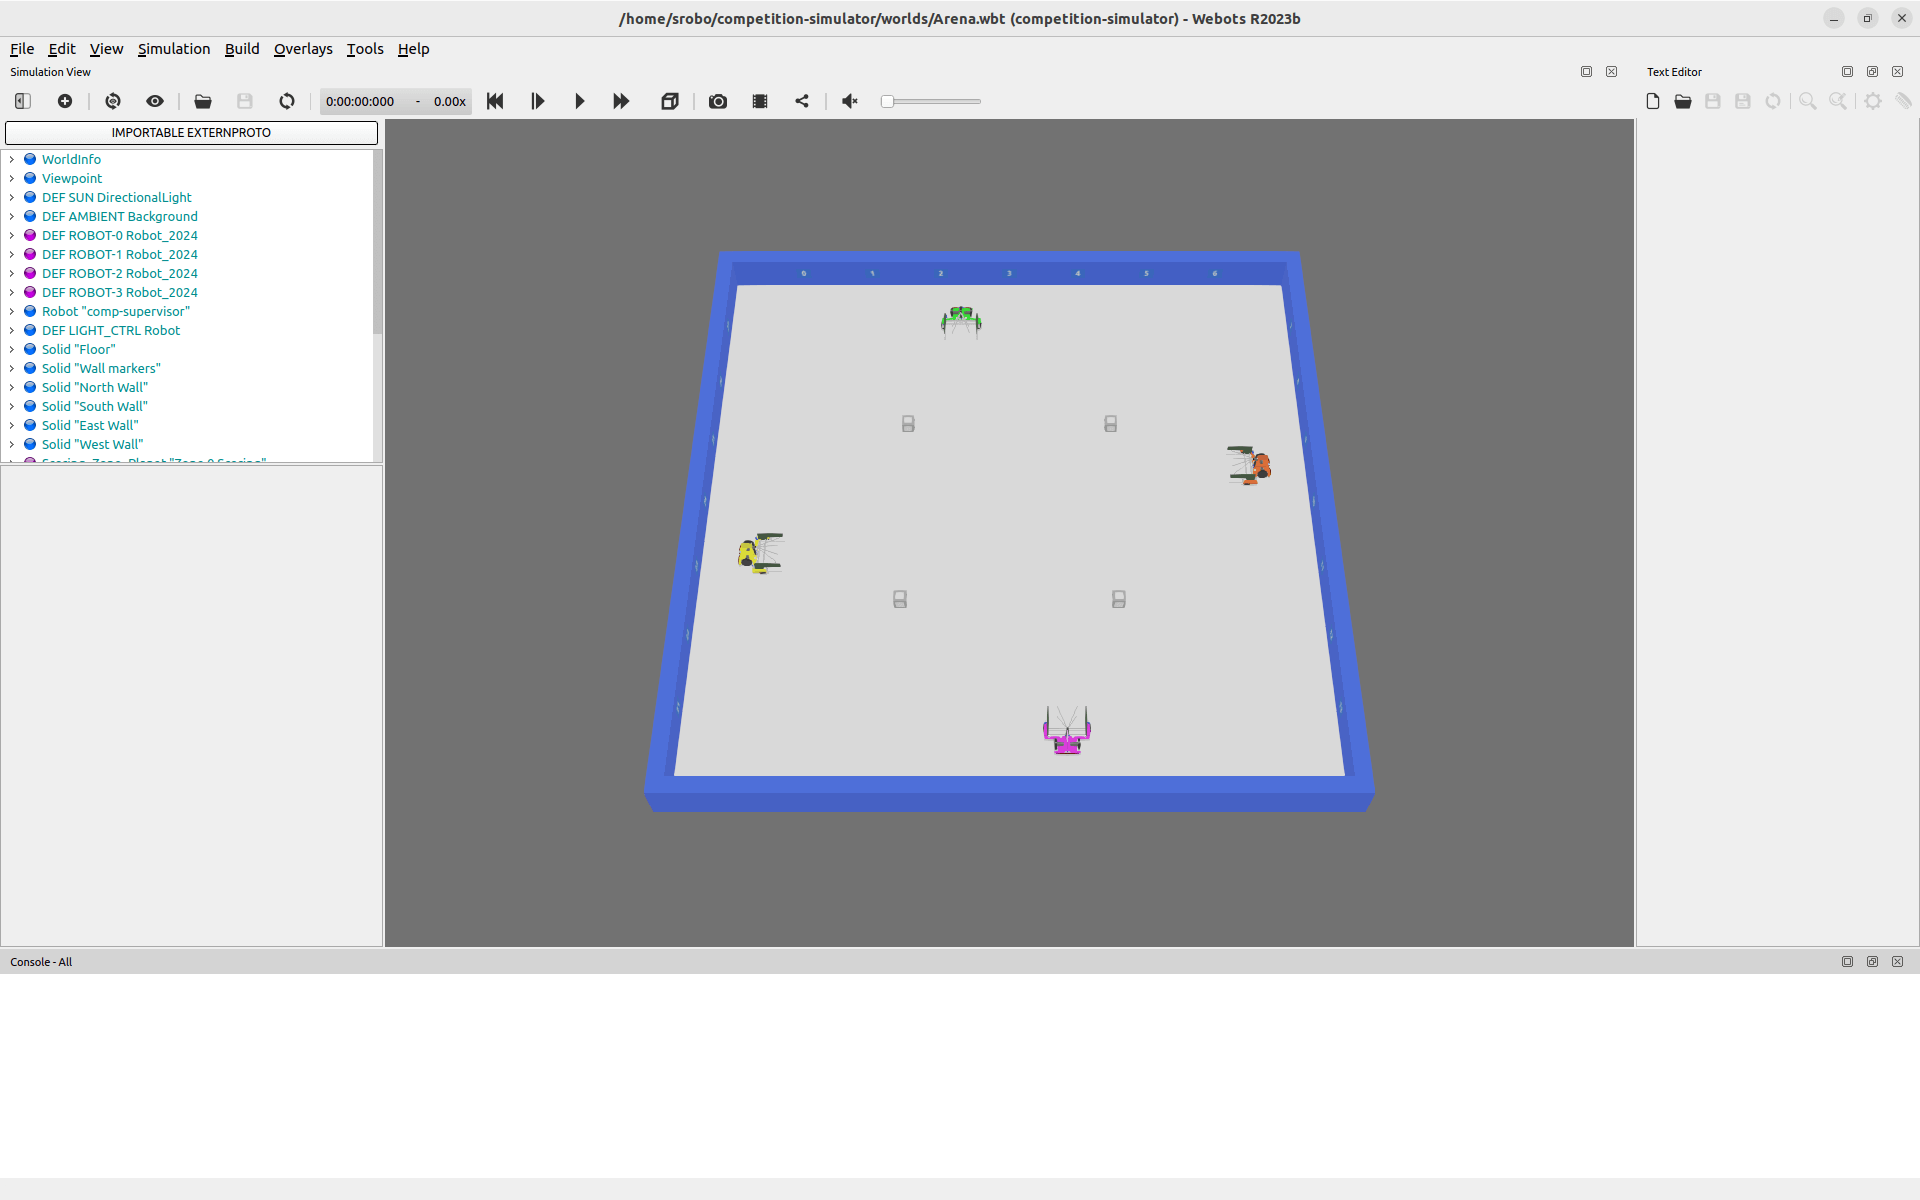 /home/srobo/competition-simulator/worlds/Arena.wbt (competition-simulator) - Webots R2023b
File Edit View Simulation Build Overlays Tools Help
Simulation View
Text Editor
0:00:00:000 - 0.00x
IMPORTABLE EXTERNPROTO
WorldInfo
Viewpoint
DEF SUN DirectionalLight
DEF AMBIENT Background
DEF ROBOT-0 Robot_2024
DEF ROBOT-1 Robot_2024
DEF ROBOT-2 Robot_2024
DEF ROBOT-3 Robot_2024
Robot "comp-supervisor"
DEF LIGHT_CTRL Robot
Solid "Floor"
Solid "Wall markers"
Solid "North Wall"
Solid "South Wall"
Solid "East Wall"
Solid "West Wall"
0 1 2 3 4 5 6
Console - All